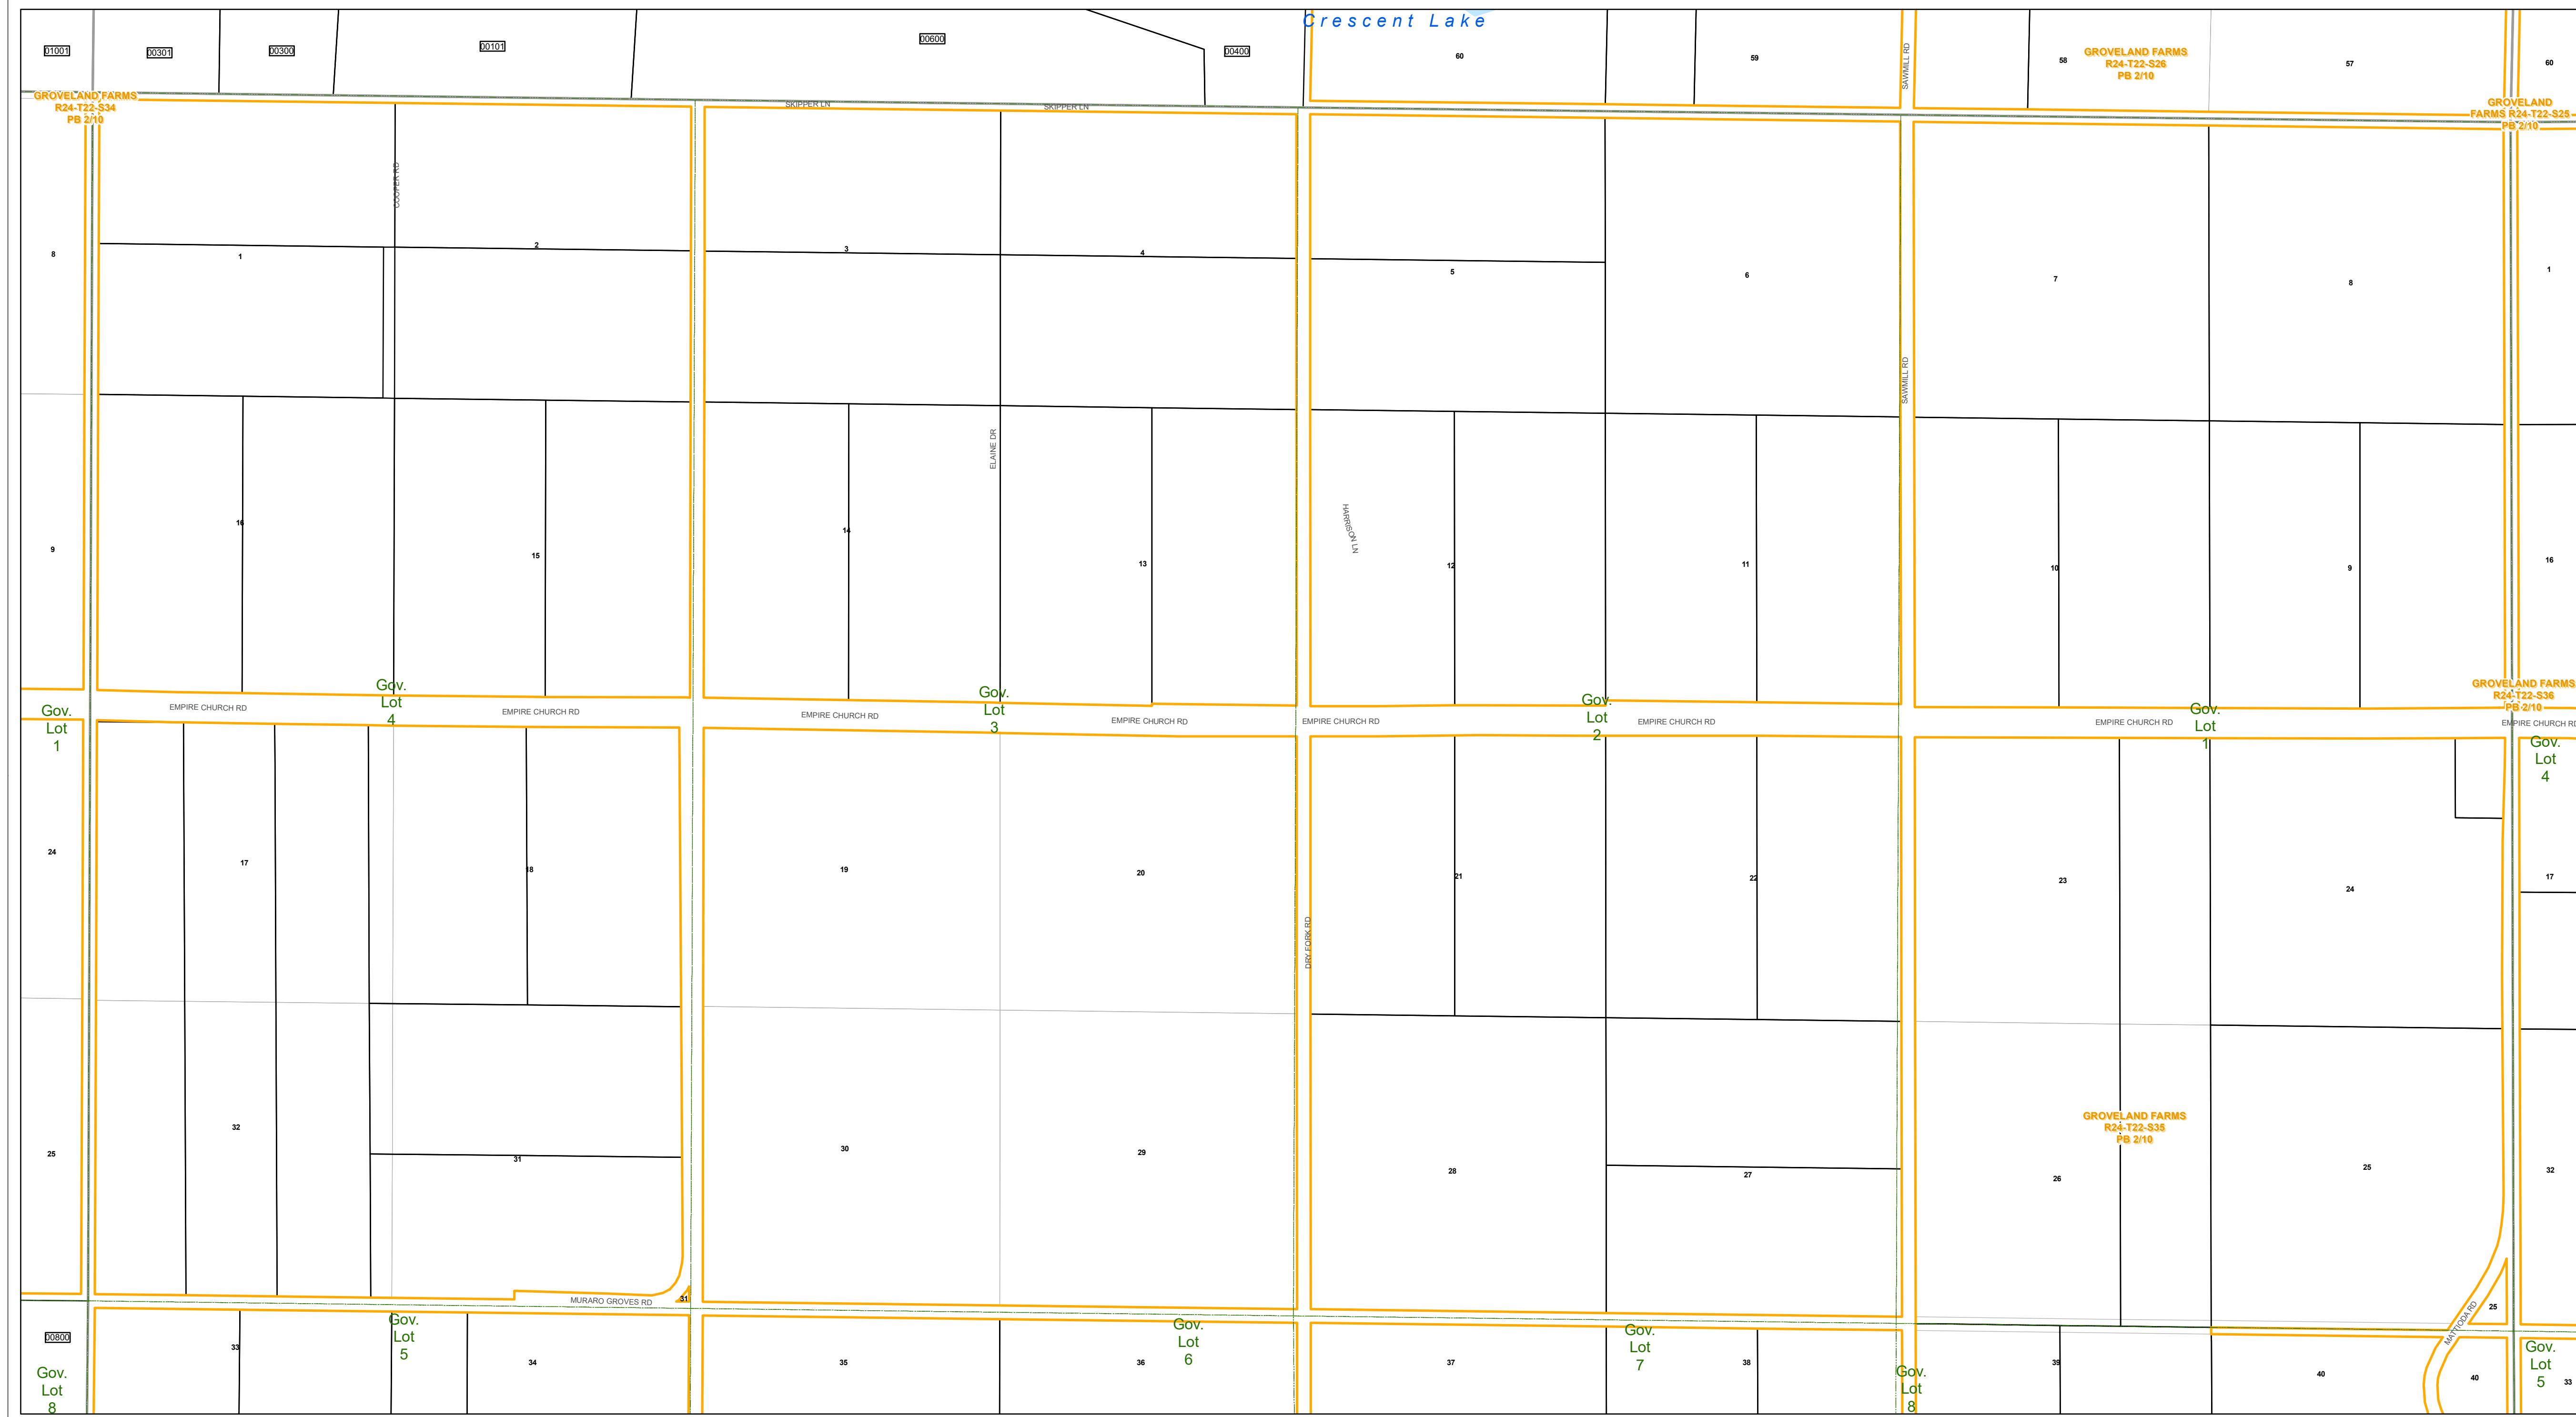 Crescent Lake
01001
00301
00300
00101
00600
00400
60
59
SAWMILL RD
58
GROVELAND FARMS
R24-T22-S26
PB 2/10
57
60
GROVELAND FARMS
R24-T22-S34
PB 2/10
SKIPPER LN
SKIPPER LN
GROVELAND
FARMS R24-T22-S25
PB 2/10
COOPER RD
8
1
2
3
4
5
6
7
8
1
SAWMILL RD
ELAINE DR
HARRISON LN
9
16
15
14
13
12
11
10
9
16
Gov.
Lot
1
Gov.
Lot
4
Gov.
Lot
3
Gov.
Lot
2
Gov.
Lot
1
GROVELAND FARMS
R24-T22-S36
PB 2/10
EMPIRE CHURCH RD
EMPIRE CHURCH RD
EMPIRE CHURCH RD
EMPIRE CHURCH RD
EMPIRE CHURCH RD
EMPIRE CHURCH RD
EMPIRE CHURCH RD
EMPIRE CHURCH RD
Gov.
Lot
4
24
17
18
19
20
21
22
23
24
17
DRY FORK RD
25
32
31
30
29
28
27
26
GROVELAND FARMS
R24-T22-S35
PB 2/10
25
32
MURARO GROVES RD
31
25
MATTIODA RD
00800
Gov.
Lot
8
33
Gov.
Lot
5
34
35
36
Gov.
Lot
6
37
Gov.
Lot
7
38
Gov.
Lot
8
39
40
40
Gov.
Lot
5
33